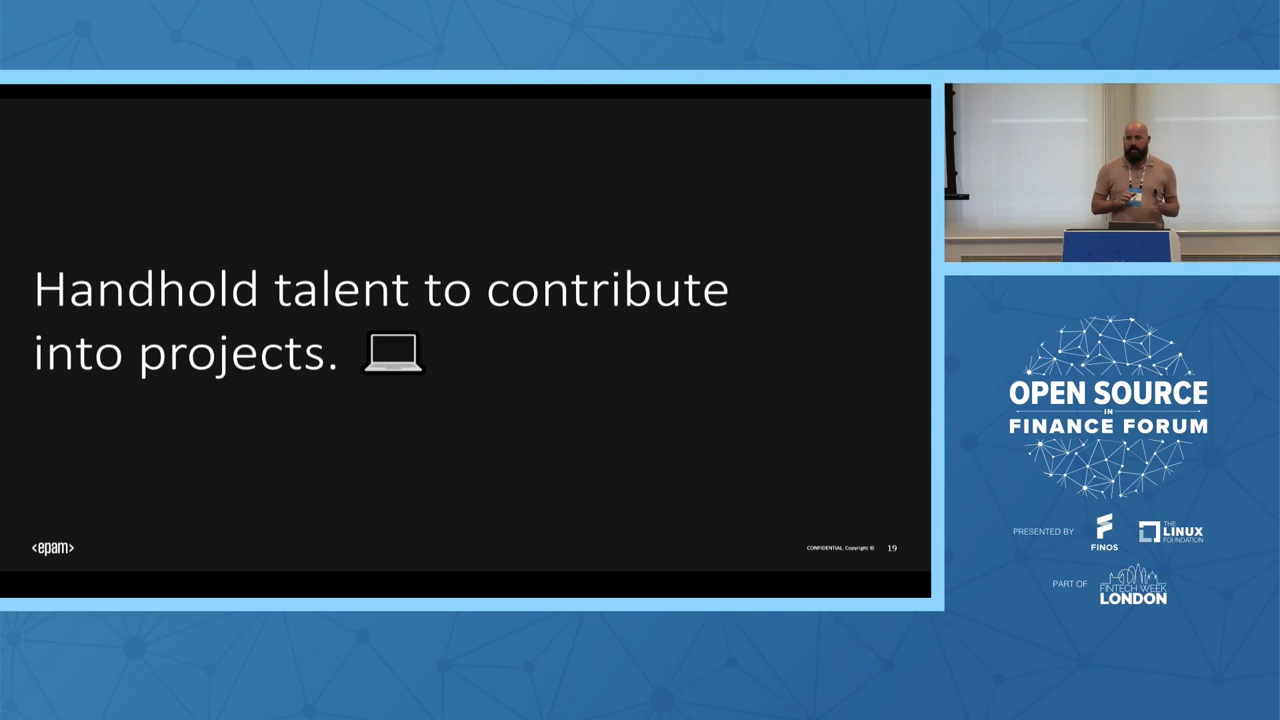 Handhold talent to contribute
into projects. 💻
<epam>
CONFIDENTIAL Copyright ©
19
OPEN SOURCE
IN
FINANCE FORUM
PRESENTED BY
FINOS
THE
LINUX
FOUNDATION
PART OF
FINTECH WEEK
LONDON